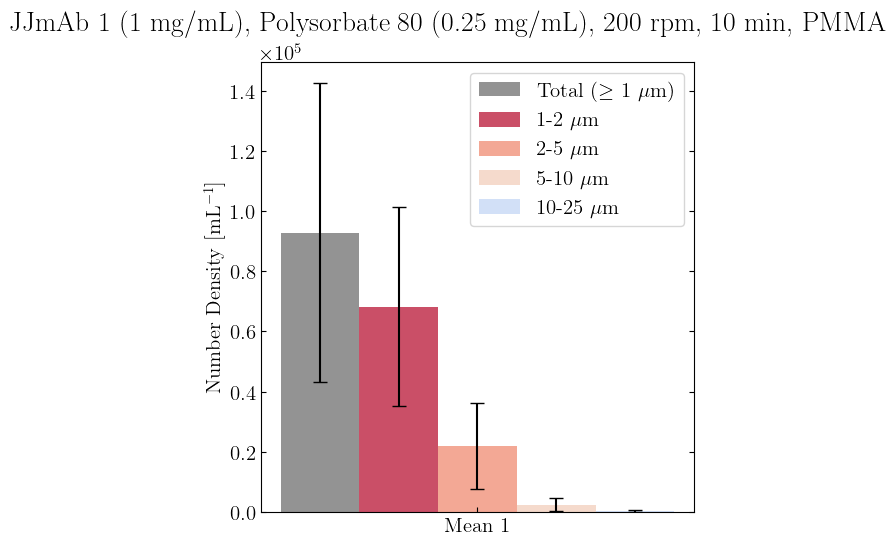 JJmAb 1 (1 mg/mL), Polysorbate 80 (0.25 mg/mL), 200 rpm, 10 min, PMMA
×10⁵
1.4
1.2
1.0
0.8
0.6
0.4
0.2
0.0
Number Density [mL⁻¹]
Total (≥ 1 μm)
1-2 μm
2-5 μm
5-10 μm
10-25 μm
Mean 1